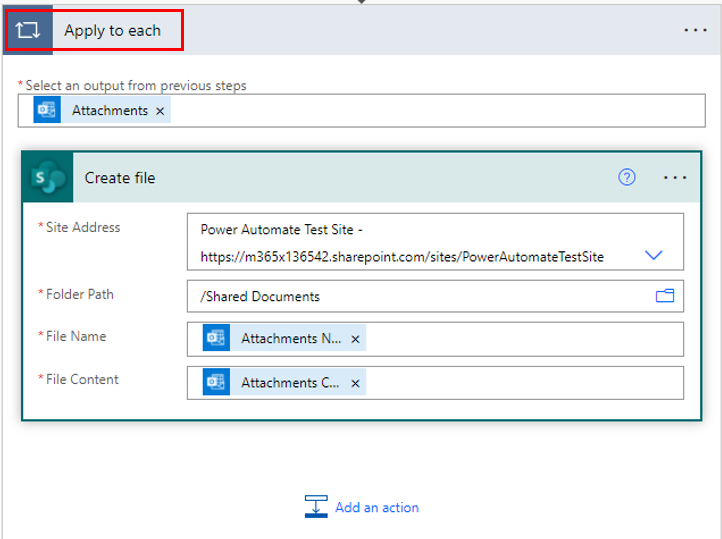 Apply to each
* Select an output from previous steps
Attachments ×
S
Create file
* Site Address
Power Automate Test Site -
https://m365x136542.sharepoint.com/sites/PowerAutomateTestSite
* Folder Path
/Shared Documents
* File Name
Attachments N... ×
* File Content
Attachments C... ×
Add an action